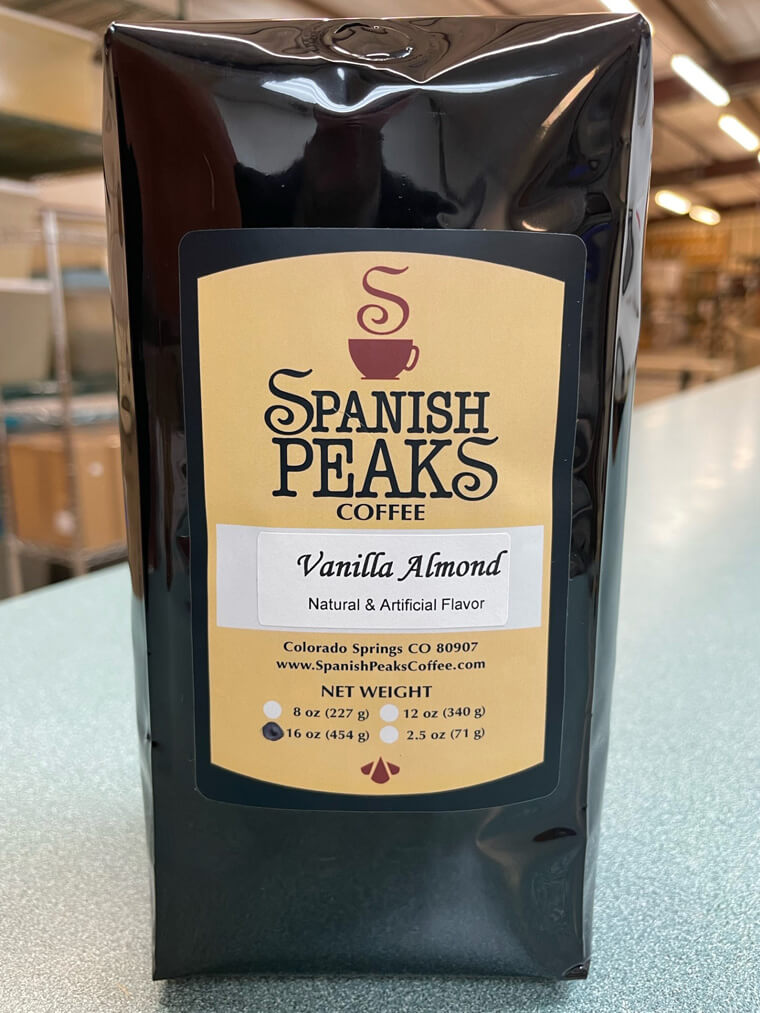 SPANISH
PEAKS
COFFEE
Vanilla Almond
Natural & Artificial Flavor
Colorado Springs CO 80907
www.SpanishPeaksCoffee.com
NET WEIGHT
8 oz (227 g) 12 oz (340 g)
16 oz (454 g) 2.5 oz (71 g)